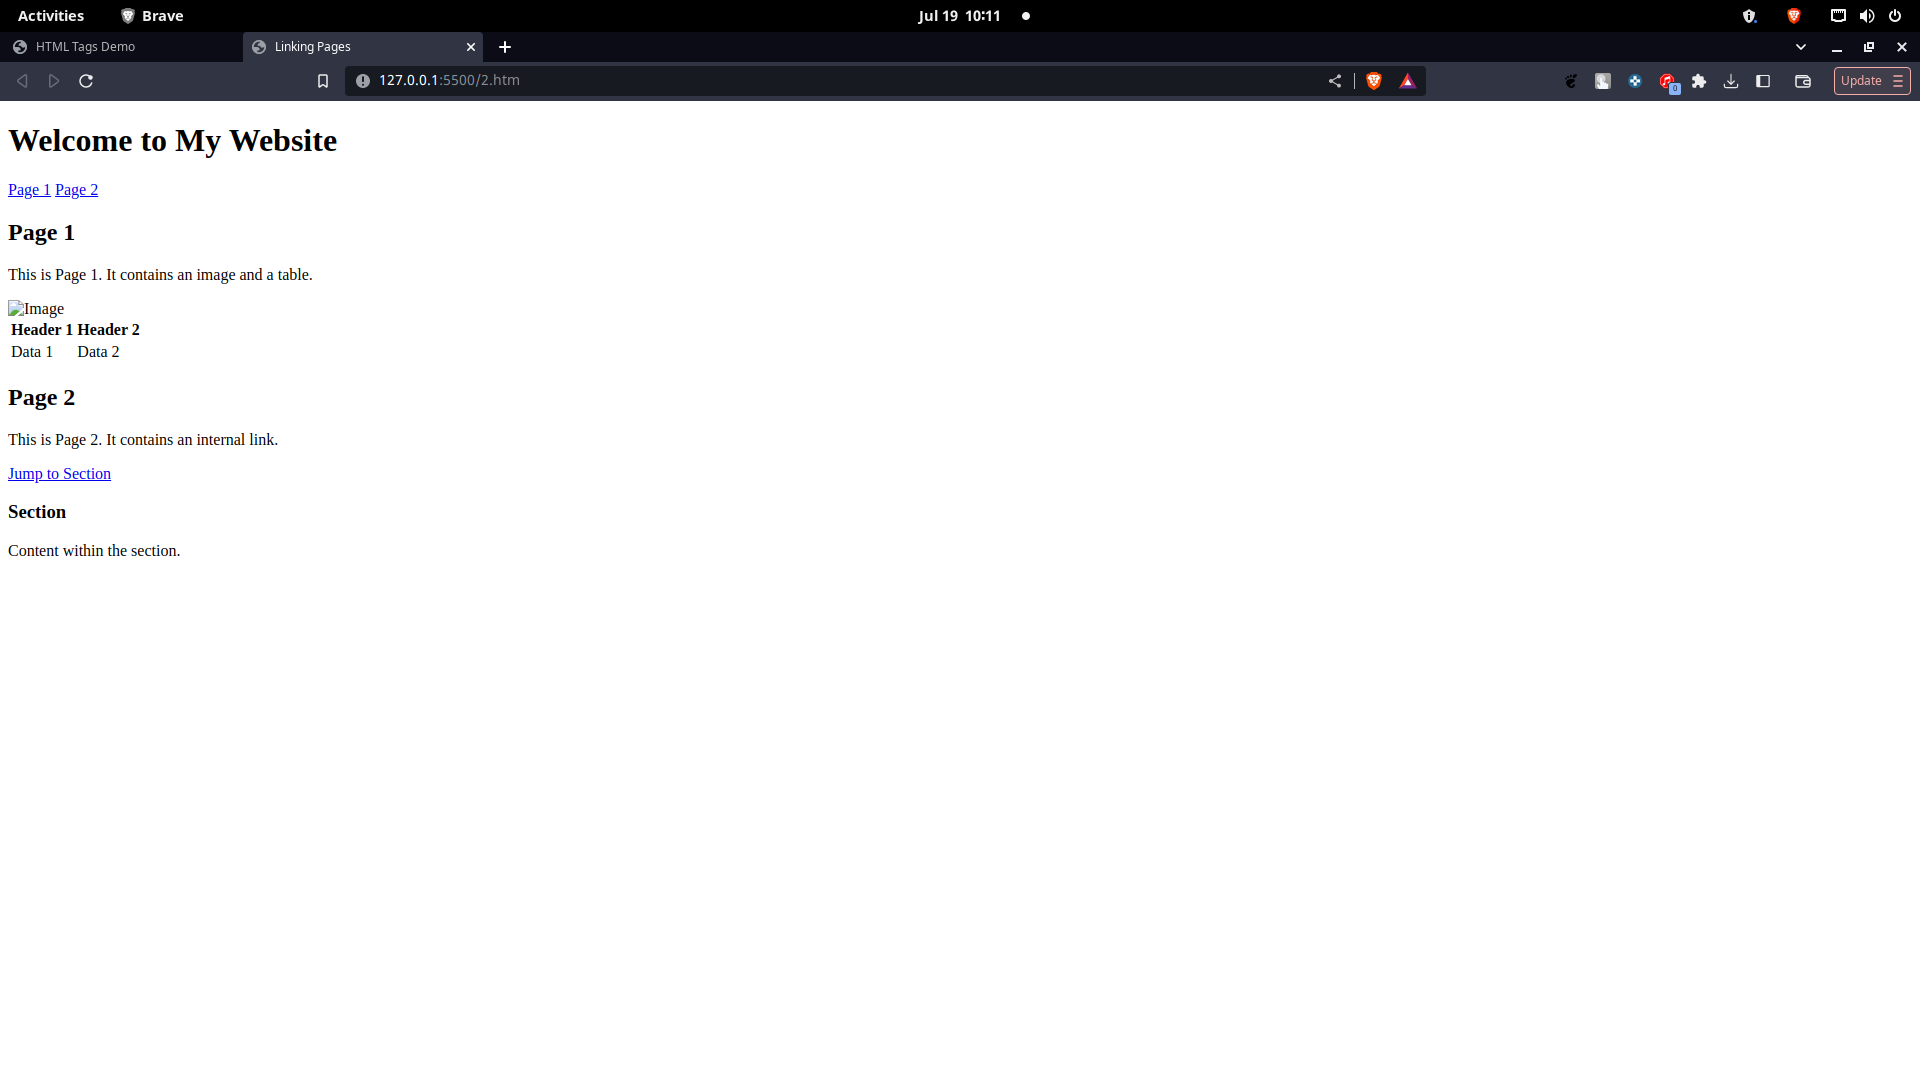 Activities Brave Jul 19 10:11
HTML Tags Demo Linking Pages
127.0.0.1:5500/2.htm 0 Update
Welcome to My Website
Page 1 Page 2
Page 1
This is Page 1. It contains an image and a table.
Image
Header 1 Header 2
Data 1 Data 2
Page 2
This is Page 2. It contains an internal link.
Jump to Section
Section
Content within the section.